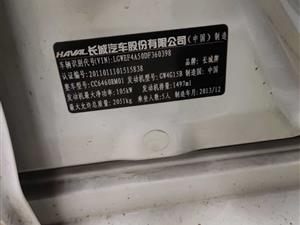 HAVAL 长城汽车股份有限公司 (中国) 制造
车辆识别代号(VIN):LGWEF4A50DF360398
认证编号:2011011101515838 品牌:长城牌
整车型号:CC6460RM01 发动机型号:GW4G15B 制造国:中国
发动机最大净功率:105kW 发动机排量:1497ml
最大允许总质量:2051kg 乘坐人数:5人 生产年月:2013/12